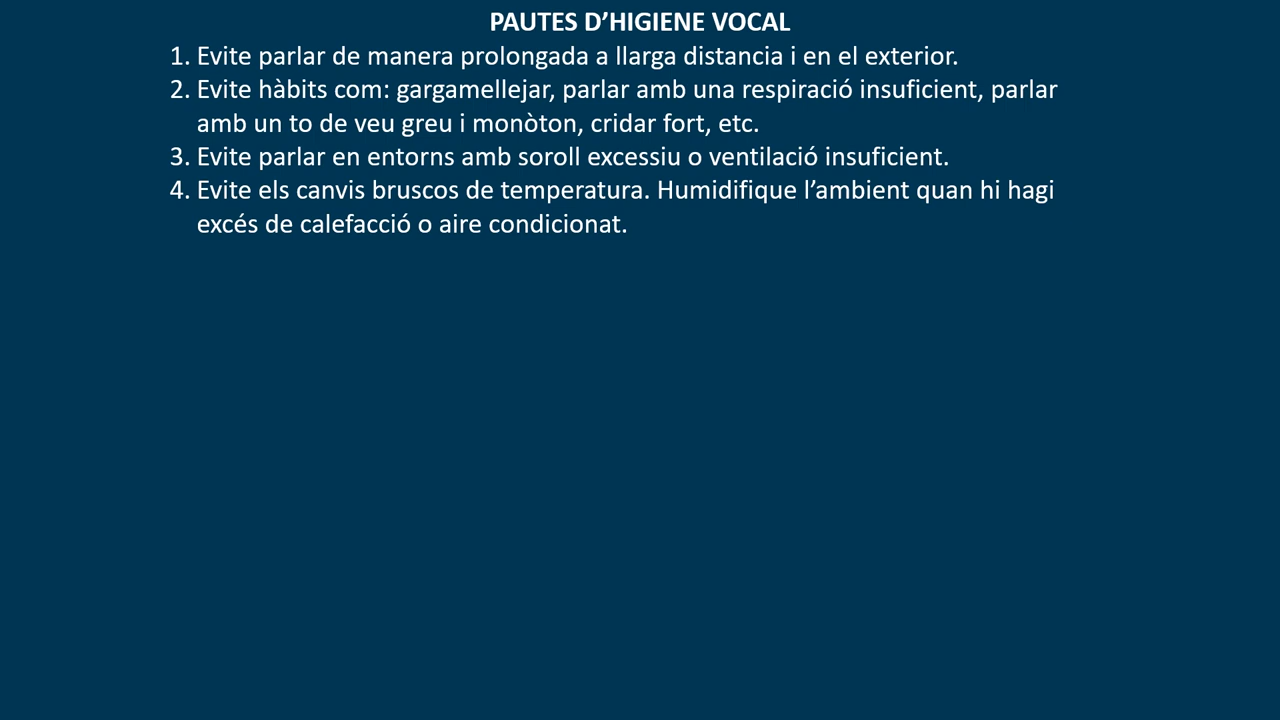 PAUTES D’HIGIENE VOCAL
1. Evite parlar de manera prolongada a llarga distancia i en el exterior.
2. Evite hàbits com: gargamellejar, parlar amb una respiració insuficient, parlar
amb un to de veu greu i monòton, cridar fort, etc.
3. Evite parlar en entorns amb soroll excessiu o ventilació insuficient.
4. Evite els canvis bruscos de temperatura. Humidifique l’ambient quan hi hagi
excés de calefacció o aire condicionat.